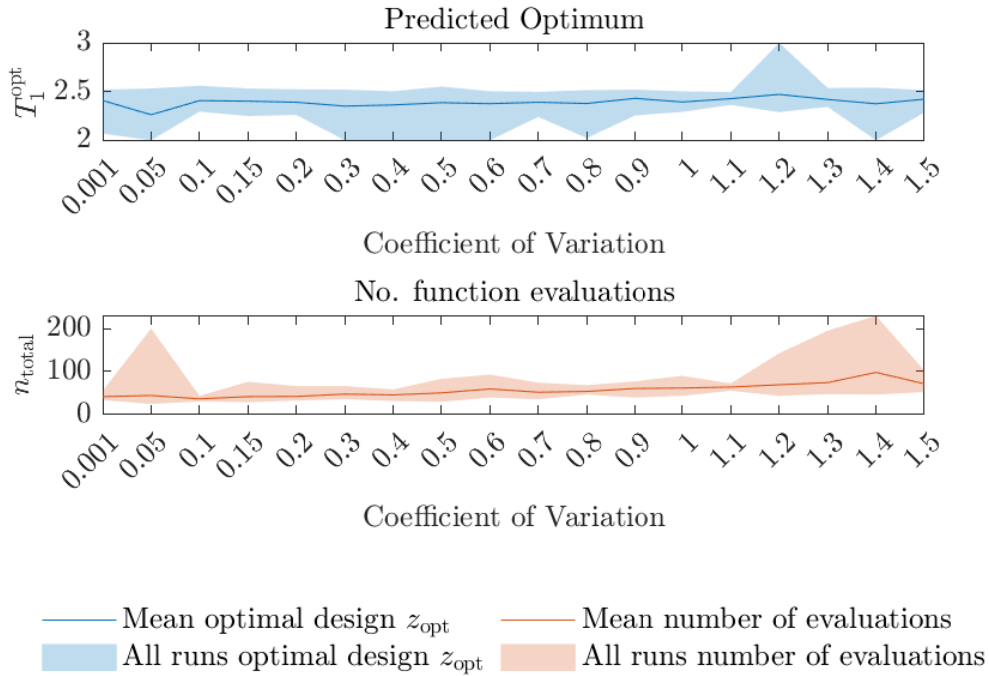 Predicted Optimum
T_1^opt
3
2.5
2
0.001 0.05 0.1 0.15 0.2 0.3 0.4 0.5 0.6 0.7 0.8 0.9 1 1.1 1.2 1.3 1.4 1.5
Coefficient of Variation
No. function evaluations
n_total
200
100
0
0.001 0.05 0.1 0.15 0.2 0.3 0.4 0.5 0.6 0.7 0.8 0.9 1 1.1 1.2 1.3 1.4 1.5
Coefficient of Variation
Mean optimal design z_opt
All runs optimal design z_opt
Mean number of evaluations
All runs number of evaluations